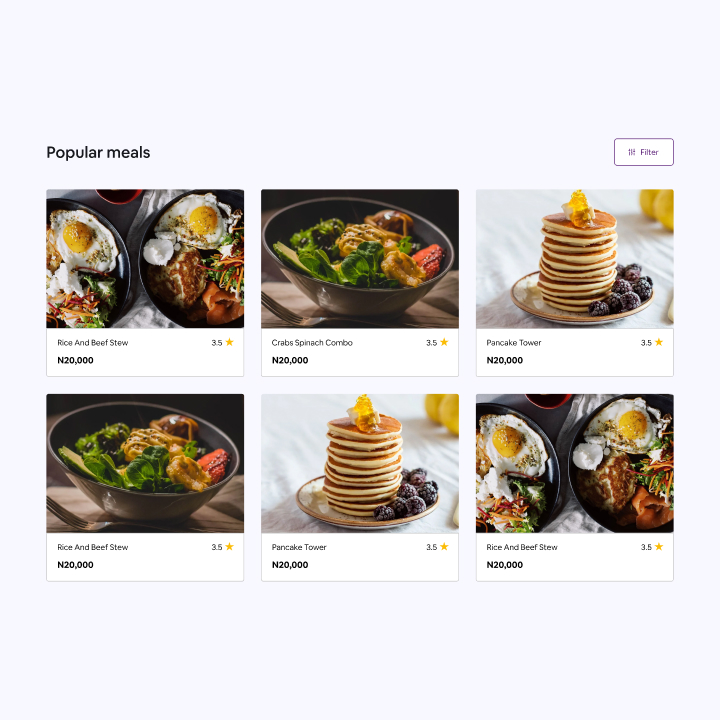 Popular meals
Filter
Rice And Beef Stew 3.5
N20,000
Crabs Spinach Combo 3.5
N20,000
Pancake Tower 3.5
N20,000
Rice And Beef Stew 3.5
N20,000
Pancake Tower 3.5
N20,000
Rice And Beef Stew 3.5
N20,000